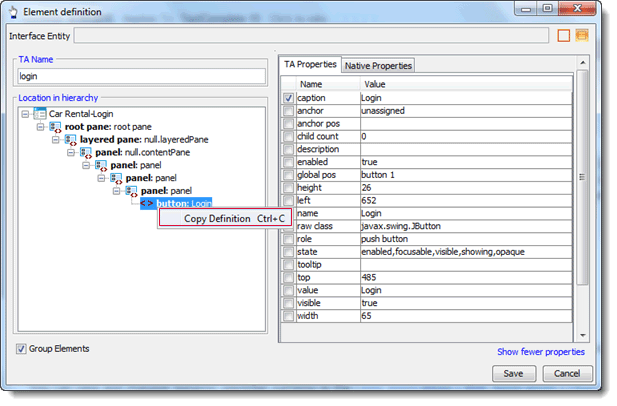 Element definition
Interface Entity
TA Name
login
Location in hierarchy
Car Rental-Login
root pane: root pane
layered pane: null.layeredPane
panel: null.contentPane
panel: panel
panel: panel
panel: panel
button: Login
Copy Definition Ctrl+C
Group Elements
TA Properties Native Properties
Name Value
caption Login
anchor unassigned
anchor pos
child count 0
description
enabled true
global pos button 1
height 26
left 652
name Login
raw class javax.swing.JButton
role push button
state enabled,focusable,visible,showing,opaque
tooltip
top 485
value Login
visible true
width 65
Show fewer properties
Save Cancel